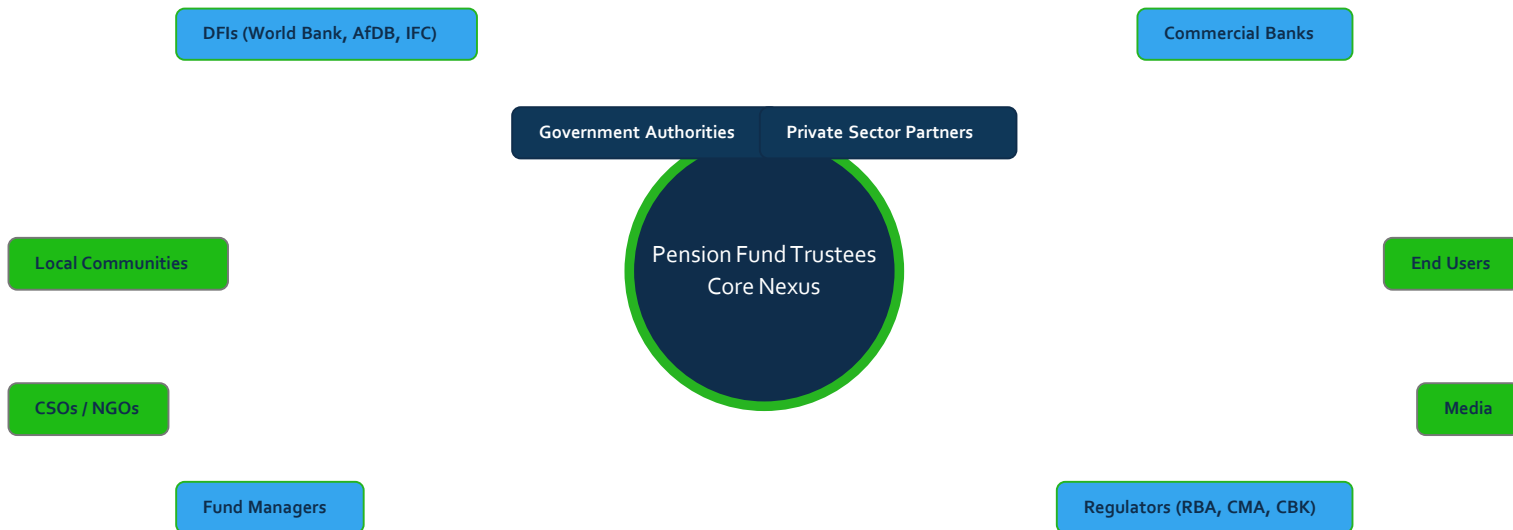 DFIs (World Bank, AfDB, IFC)
Commercial Banks
Government Authorities
Private Sector Partners
Pension Fund Trustees
Core Nexus
Local Communities
End Users
CSOs / NGOs
Media
Fund Managers
Regulators (RBA, CMA, CBK)